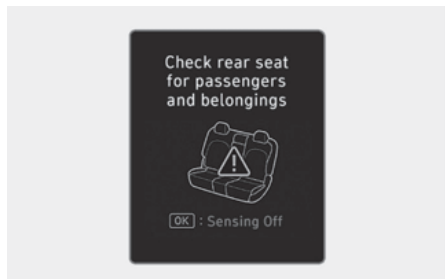 Check rear seat
for passengers
and belongings
OK : Sensing Off